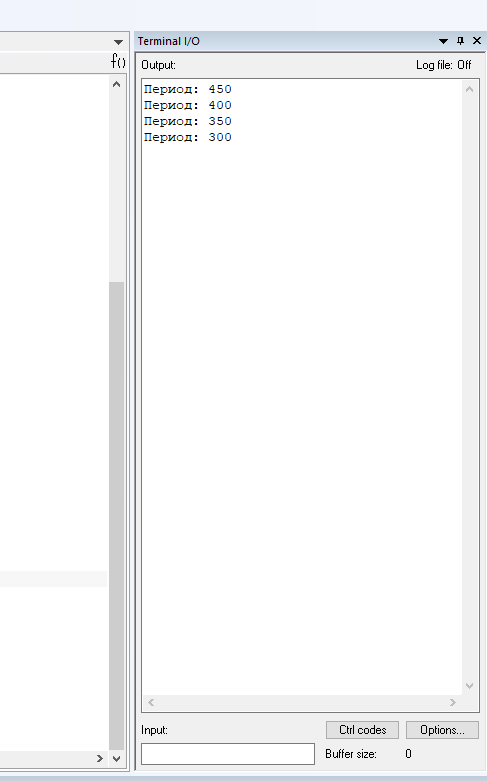 Terminal I/O
f()
Output:
Log file: Off
Период: 450
Период: 400
Период: 350
Период: 300
Input:
Ctrl codes
Options...
Buffer size: 0